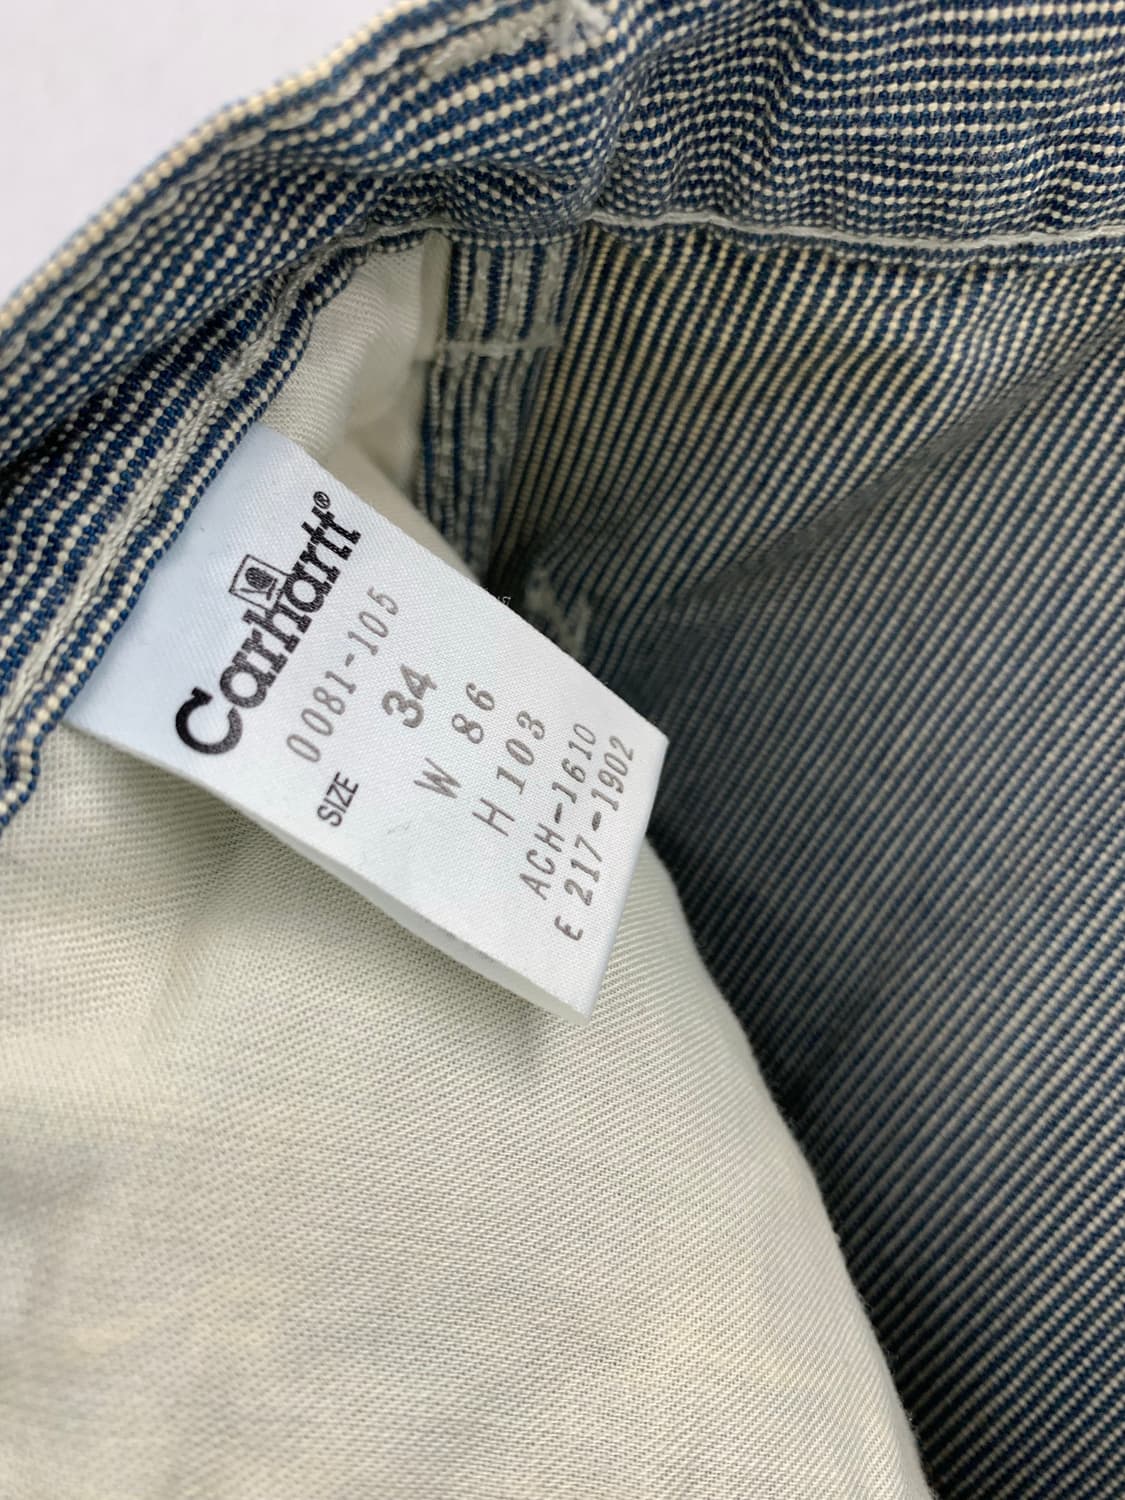 Carhartt®
0081-105
SIZE 34
W 86
H 103
ACH-1610
E 217-1902